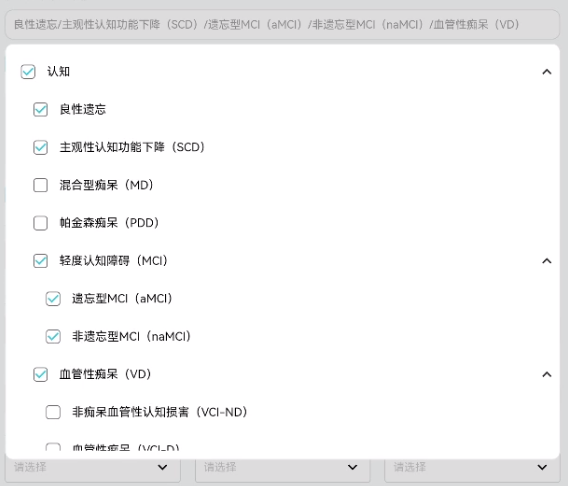 良性遗忘/主观性认知功能下降（SCD）/遗忘型MCI（aMCI）/非遗忘型MCI（naMCI）/血管性痴呆（VD）
认知
良性遗忘
主观性认知功能下降（SCD）
混合型痴呆（MD）
帕金森痴呆（PDD）
轻度认知障碍（MCI）
遗忘型MCI（aMCI）
非遗忘型MCI（naMCI）
血管性痴呆（VD）
非痴呆血管性认知损害（VCI-ND）
血管性痴呆（VCI-D）
请选择 请选择 请选择